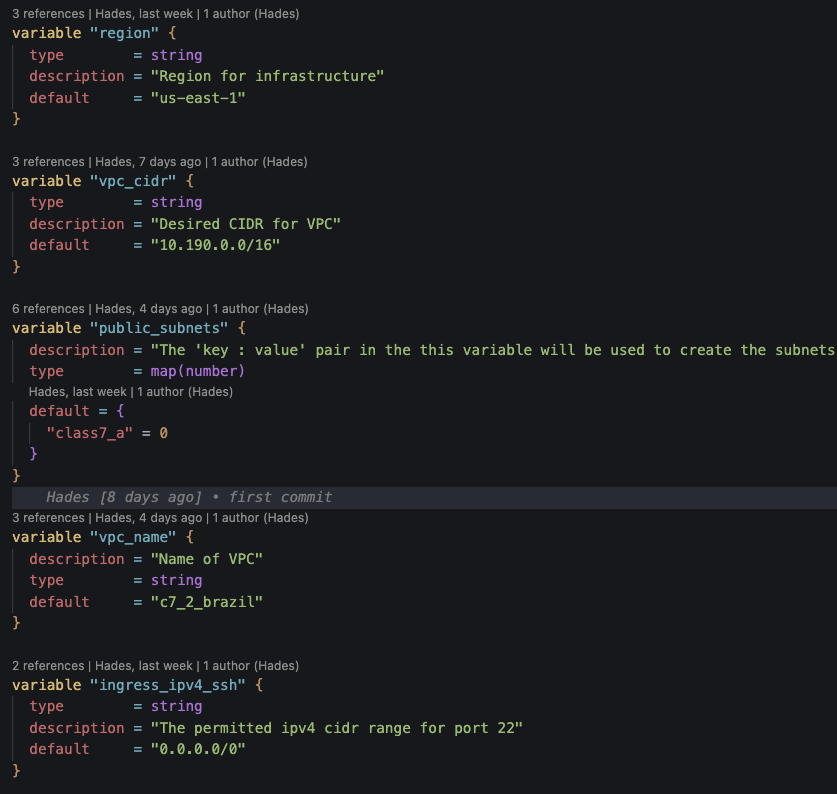 3 references | Hades, last week | 1 author (Hades)
variable "region" {
  type        = string
  description = "Region for infrastructure"
  default     = "us-east-1"
}

3 references | Hades, 7 days ago | 1 author (Hades)
variable "vpc_cidr" {
  type        = string
  description = "Desired CIDR for VPC"
  default     = "10.190.0.0/16"
}

6 references | Hades, 4 days ago | 1 author (Hades)
variable "public_subnets" {
  description = "The 'key : value' pair in the this variable will be used to create the subnets
  type        = map(number)
  Hades, last week | 1 author (Hades)
  default = {
    "class7_a" = 0
  }
}
    Hades [8 days ago] • first commit
3 references | Hades, 4 days ago | 1 author (Hades)
variable "vpc_name" {
  description = "Name of VPC"
  type        = string
  default     = "c7_2_brazil"
}

2 references | Hades, last week | 1 author (Hades)
variable "ingress_ipv4_ssh" {
  type        = string
  description = "The permitted ipv4 cidr range for port 22"
  default     = "0.0.0.0/0"
}